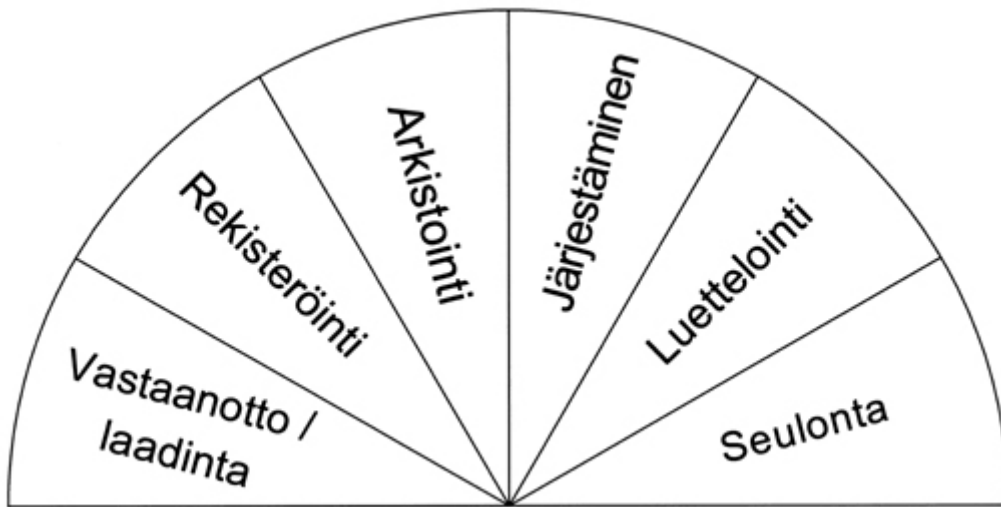 Vastaanotto /
laadinta
Rekisteröinti
Arkistointi
Järjestäminen
Luettelointi
Seulonta